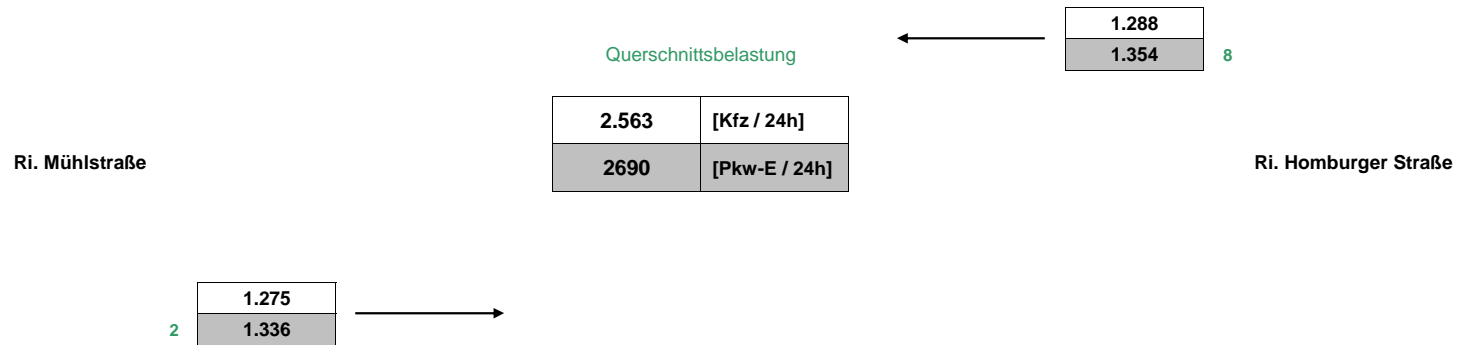 1.288
Querschnittsbelastung
1.354 8
2.563 [Kfz / 24h]
Ri. Mühlstraße
2690 [Pkw-E / 24h]
Ri. Homburger Straße
1.275
2 1.336